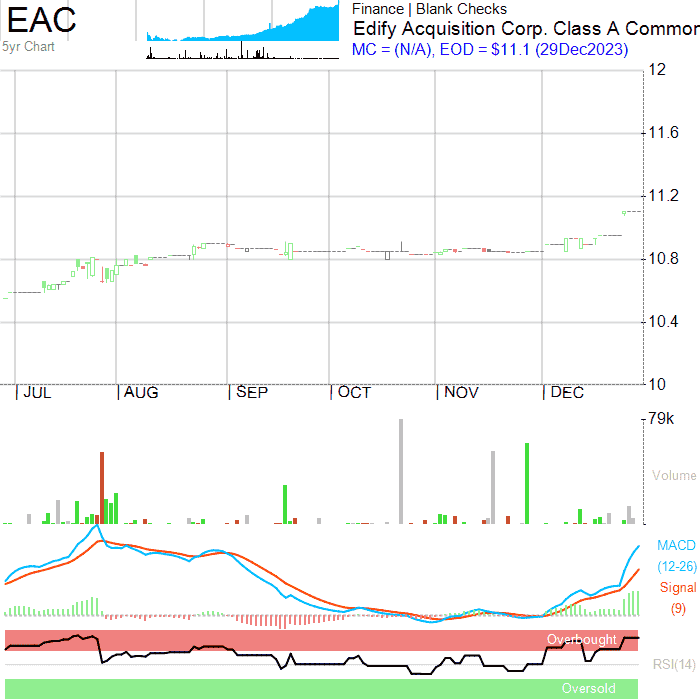 EAC
5yr Chart
Finance | Blank Checks
Edify Acquisition Corp. Class A Common
MC = (N/A), EOD = $11.1 (29Dec2023)
12
11.6
11.2
10.8
10.4
10
JUL AUG SEP OCT NOV DEC
79k
Volume
MACD
(12-26)
Signal
(9)
Overbought
RSI(14)
Oversold